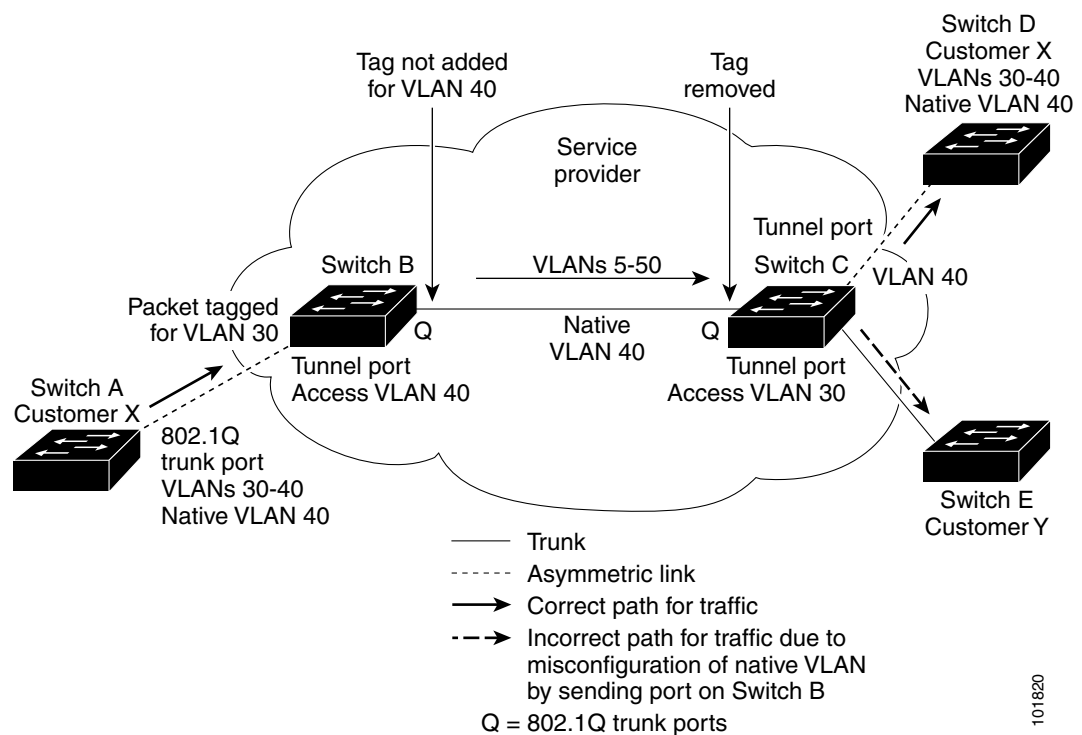 Switch D
Customer X
VLANs 30-40
Native VLAN 40
Tag not added
for VLAN 40
Tag
removed
Service
provider
Tunnel port
Switch B
VLANs 5-50
Switch C
VLAN 40
Packet tagged
for VLAN 30
Q
Native
VLAN 40
Q
Tunnel port
Access VLAN 40
Tunnel port
Access VLAN 30
Switch A
Customer X
802.1Q
trunk port
VLANs 30-40
Native VLAN 40
Switch E
Customer Y
Trunk
Asymmetric link
Correct path for traffic
Incorrect path for traffic due to
misconfiguration of native VLAN
by sending port on Switch B
Q = 802.1Q trunk ports
101820